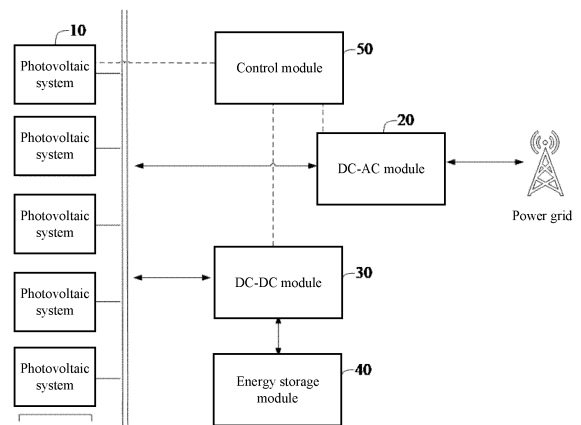 10
Photovoltaic
system
50
Control module
Photovoltaic
system
20
DC-AC module
Power grid
Photovoltaic
system
DC-DC module
30
Photovoltaic
system
Photovoltaic
system
Energy storage
module
40